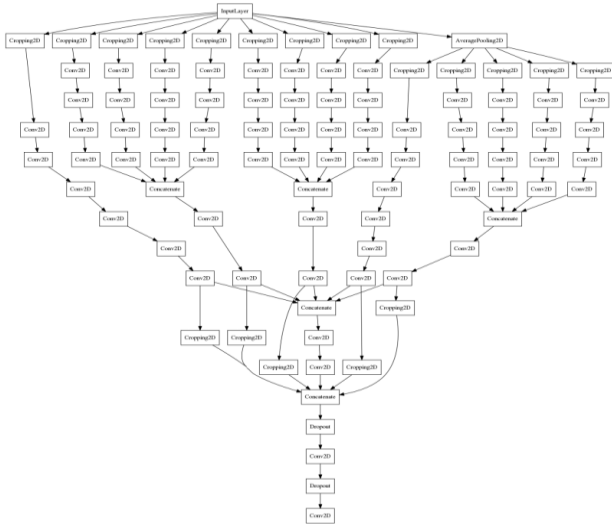 InputLayer
Cropping2D Cropping2D Cropping2D Cropping2D Cropping2D Cropping2D Cropping2D Cropping2D Cropping2D AveragePooling2D
Conv2D Conv2D Conv2D Conv2D Conv2D Conv2D Conv2D Conv2D Cropping2D Cropping2D Cropping2D Cropping2D Cropping2D
Conv2D Conv2D Conv2D Conv2D Conv2D Conv2D Conv2D Conv2D Conv2D Conv2D Conv2D Conv2D
Conv2D Conv2D Conv2D Conv2D Conv2D Conv2D Conv2D Conv2D Conv2D Conv2D Conv2D Conv2D Conv2D Conv2D
Conv2D Conv2D Conv2D Conv2D Conv2D Conv2D Conv2D Conv2D Conv2D Conv2D Conv2D Conv2D Conv2D Conv2D
Conv2D Concatenate Concatenate Conv2D Conv2D Conv2D Conv2D Conv2D
Conv2D Conv2D Conv2D Conv2D Concatenate
Conv2D Conv2D Conv2D
Conv2D Conv2D Conv2D Conv2D Conv2D
Concatenate Cropping2D
Cropping2D Cropping2D Conv2D
Cropping2D Conv2D Cropping2D
Concatenate
Dropout
Conv2D
Dropout
Conv2D